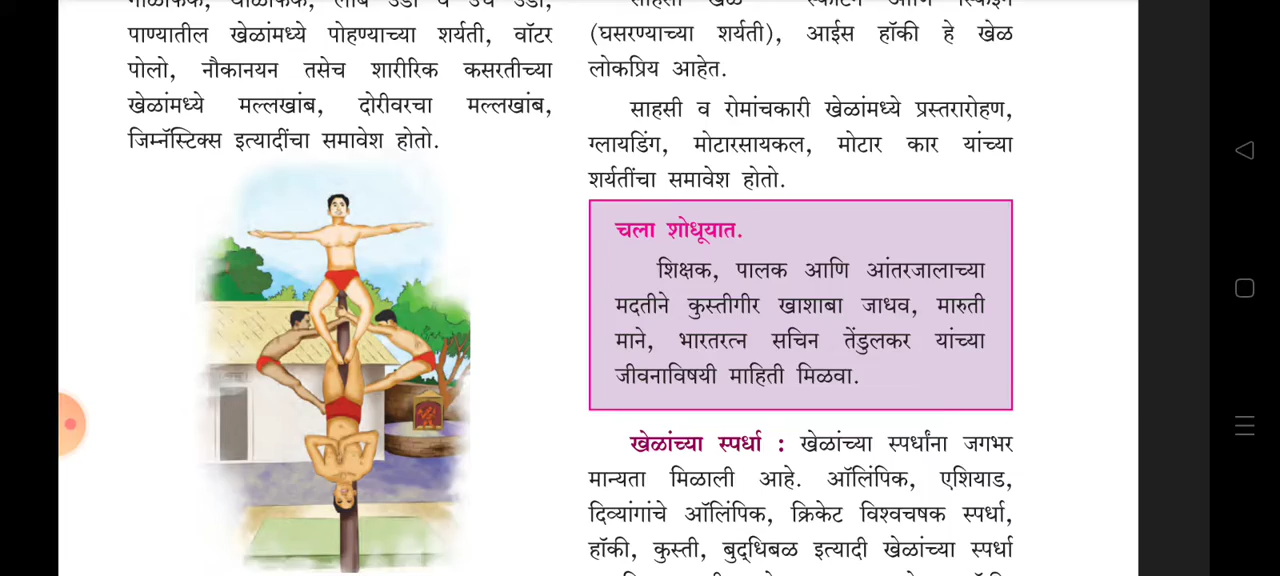 पाण्यातील खेळांमध्ये पोहण्याच्या शर्यती, वॉटर
पोलो, नौकानयन तसेच शारीरिक कसरतीच्या
खेळांमध्ये मल्लखांब, दोरीवरचा मल्लखांब,
जिम्नॅस्टिक्स इत्यादींचा समावेश होतो.
(घसरण्याच्या शर्यती), आईस हॉकी हे खेळ
लोकप्रिय आहेत.
साहसी व रोमांचकारी खेळांमध्ये प्रस्तरारोहण,
ग्लायडिंग, मोटारसायकल, मोटार कार यांच्या
शर्यतींचा समावेश होतो.
चला शोधूयात.
शिक्षक, पालक आणि आंतरजालाच्या
मदतीने कुस्तीगीर खाशाबा जाधव, मारुती
माने, भारतरत्न सचिन तेंडुलकर यांच्या
जीवनाविषयी माहिती मिळवा.
खेळांच्या स्पर्धा : खेळांच्या स्पर्धांना जगभर
मान्यता मिळाली आहे. ऑलिंपिक, एशियाड,
दिव्यांगांचे ऑलिंपिक, क्रिकेट विश्वचषक स्पर्धा,
हॉकी, कुस्ती, बुद्धिबळ इत्यादी खेळांच्या स्पर्धा